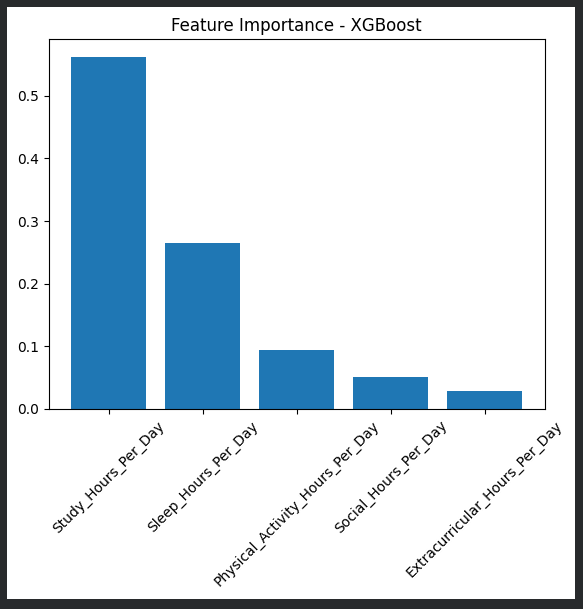 Feature Importance - XGBoost
0.5
0.4
0.3
0.2
0.1
0.0
Study_Hours_Per_Day
Sleep_Hours_Per_Day
Physical_Activity_Hours_Per_Day
Social_Hours_Per_Day
Extracurricular_Hours_Per_Day